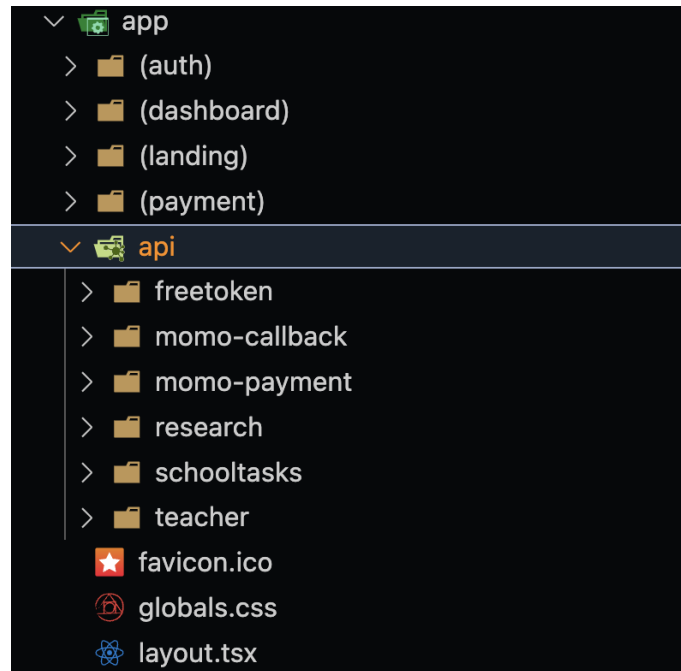 app
(auth)
(dashboard)
(landing)
(payment)
api
freetoken
momo-callback
momo-payment
research
schooltasks
teacher
favicon.ico
globals.css
layout.tsx